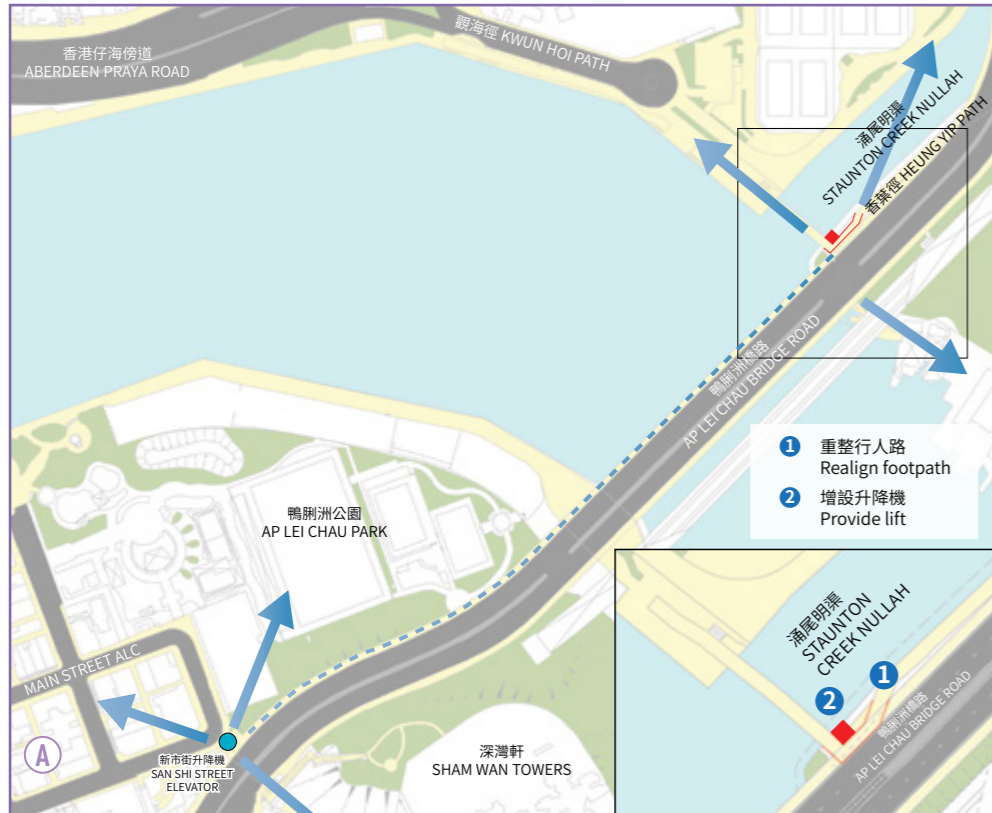 香港仔海傍道
ABERDEEN PRAYA ROAD
觀海徑 KWUN HOI PATH
涌尾明渠
STAUNTON CREEK NULLAH
香葉徑 HEUNG YIP PATH
鴨脷洲橋路
AP LEI CHAU BRIDGE ROAD
1 重整行人路
Realign footpath
2 增設升降機
Provide lift
鴨脷洲公園
AP LEI CHAU PARK
MAIN STREET ALC
A
新市街升降機
SAN SHI STREET
ELEVATOR
深灣軒
SHAM WAN TOWERS
涌尾明渠
STAUNTON
CREEK NULLAH
1
2
鴨脷洲橋路
AP LEI CHAU BRIDGE ROAD